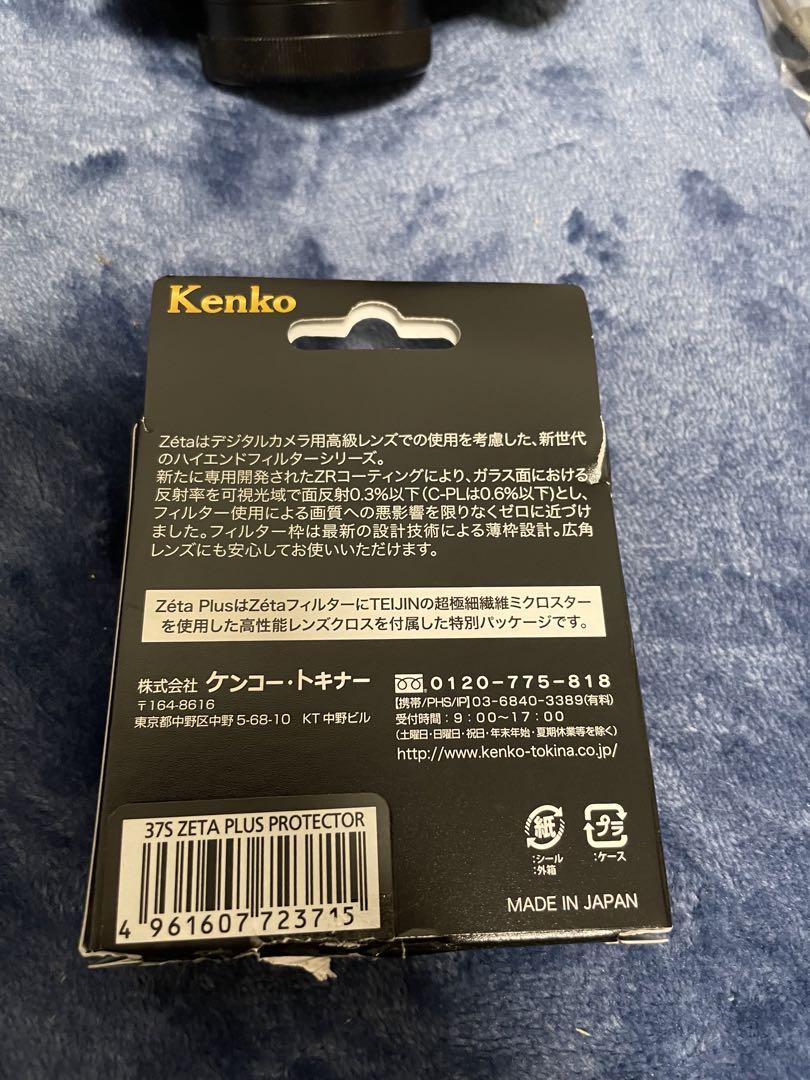 Kenko
Zétaはデジタルカメラ用高級レンズでの使用を考慮した、新世代
のハイエンドフィルターシリーズ。
新たに専用開発されたZRコーティングにより、ガラス面における
反射率を可視光域で面反射0.3%以下(C-PLは0.6%以下)とし、
フィルター使用による画質への悪影響を限りなくゼロに近づけ
ました。フィルター枠は最新の設計技術による薄枠設計。広角
レンズにも安心してお使いいただけます。
Zéta PlusはZétaフィルターにTEIJINの超極細繊維ミクロスター
を使用した高性能レンズクロスを付属した特別パッケージです。
株式会社 ケンコー・トキナー
〒164-8616
東京都中野区中野5-68-10 KT中野ビル
0120-775-818
【携帯/PHS/IP】03-6840-3389(有料)
受付時間:9:00~17:00
(土曜日・日曜日・祝日・年末年始・夏期休業等を除く)
http://www.kenko-tokina.co.jp/
紙
:シール
:外箱
プラ
:ケース
37S ZETA PLUS PROTECTOR
4 961607 723715
MADE IN JAPAN